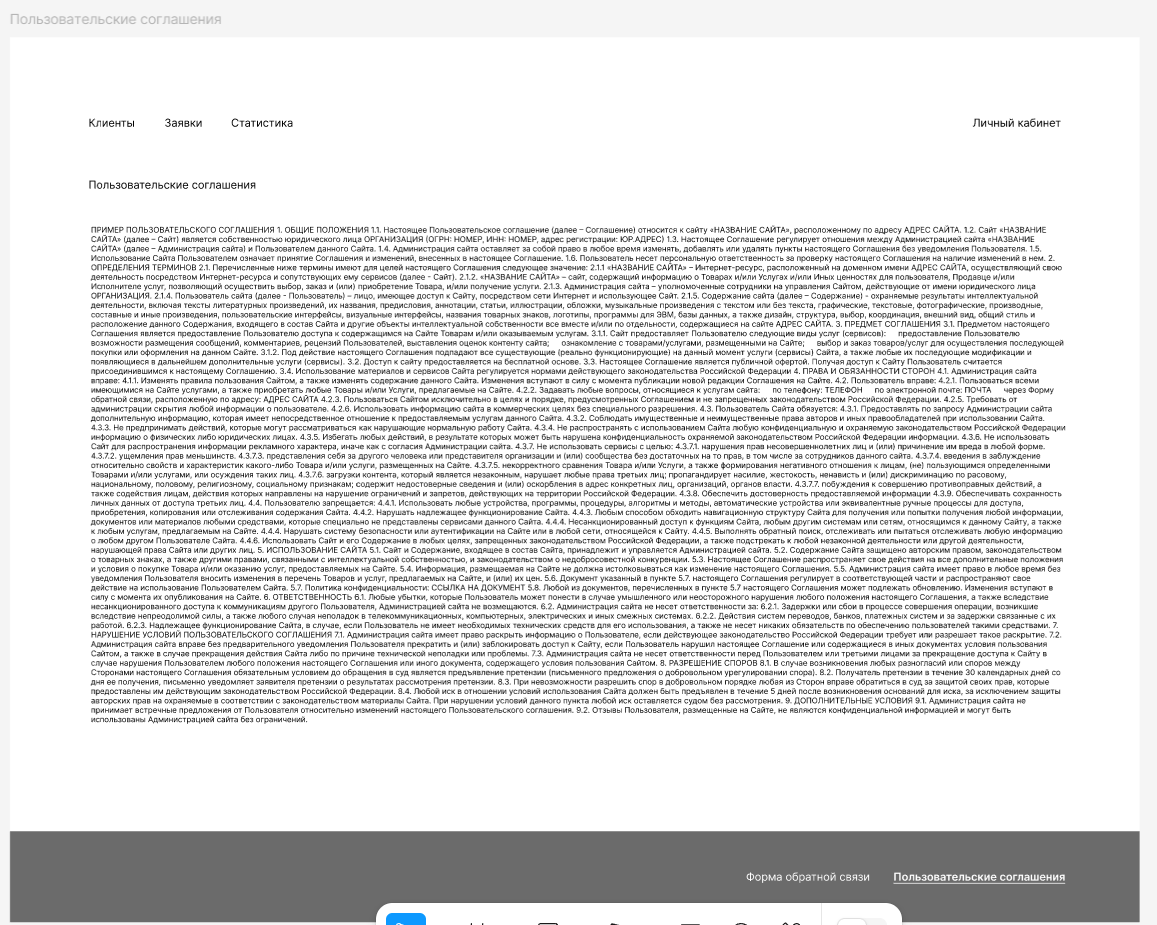 Пользовательские соглашения
Клиенты Заявки Статистика Личный кабинет
Пользовательские соглашения
ПРИМЕР ПОЛЬЗОВАТЕЛЬСКОГО СОГЛАШЕНИЯ 1. ОБЩИЕ ПОЛОЖЕНИЯ 1.1. Настоящее Пользовательское соглашение (далее – Соглашение) относится к сайту «НАЗВАНИЕ САЙТА», расположенному по адресу АДРЕС САЙТА. 1.2. Сайт «НАЗВАНИЕ
САЙТА» (далее – Сайт) является собственностью юридического лица ОРГАНИЗАЦИЯ (ОГРН: НОМЕР, ИНН: НОМЕР, адрес регистрации: ЮР.АДРЕС) 1.3. Настоящее Соглашение регулирует отношения между Администрацией сайта «НАЗВАНИЕ
САЙТА» (далее – Администрация сайта) и Пользователем данного Сайта. 1.4. Администрация сайта оставляет за собой право в любое время изменять, добавлять или удалять пункты настоящего Соглашения без уведомления Пользователя. 1.5.
Использование Сайта Пользователем означает принятие Соглашения и изменений, внесенных в настоящее Соглашение. 1.6. Пользователь несет персональную ответственность за проверку настоящего Соглашения на наличие изменений в нем. 2.
ОПРЕДЕЛЕНИЯ ТЕРМИНОВ 2.1. Перечисленные ниже термины имеют для целей настоящего Соглашения следующее значение: 2.1.1 «НАЗВАНИЕ САЙТА» – Интернет-ресурс, расположенный на доменном имени АДРЕС САЙТА, осуществляющий свою
деятельность посредством Интернет-ресурса и сопутствующих ему сервисов (далее - Сайт). 2.1.2. «НАЗВАНИЕ САЙТА» – сайт, содержащий информацию о Товарах и/или Услугах и/или Иных ценностях для пользователя, Продавце и/или
Исполнителе услуг, позволяющий осуществить выбор, заказ и (или) приобретение Товара, и/или получение услуги. 2.1.3. Администрация сайта – уполномоченные сотрудники на управления Сайтом, действующие от имени юридического лица
ОРГАНИЗАЦИЯ. 2.1.4. Пользователь сайта (далее - Пользователь) – лицо, имеющее доступ к Сайту, посредством сети Интернет и использующее Сайт. 2.1.5. Содержание сайта (далее – Содержание) - охраняемые результаты интеллектуальной
деятельности, включая тексты литературных произведений, их названия, предисловия, аннотации, статьи, иллюстрации, обложки, музыкальные произведения с текстом или без текста, графические, текстовые, фотографические, производные,
составные и иные произведения, пользовательские интерфейсы, визуальные интерфейсы, названия товарных знаков, логотипы, программы для ЭВМ, базы данных, а также дизайн, структура, выбор, координация, внешний вид, общий стиль и
расположение данного Содержания, входящего в состав Сайта и другие объекты интеллектуальной собственности все вместе и/или по отдельности, содержащиеся на сайте АДРЕС САЙТА. 3. ПРЕДМЕТ СОГЛАШЕНИЯ 3.1. Предметом настоящего
Соглашения является предоставление Пользователю доступа к содержащимся на Сайте Товарам и/или оказываемым услугам. 3.1.1. Сайт предоставляет Пользователю следующие виды услуг (сервисов): предоставление Пользователю
возможности размещения сообщений, комментариев, рецензий Пользователей, выставления оценок контенту сайта; ознакомление с товарами/услугами, размещенными на Сайте; выбор и заказ товаров/услуг для осуществления последующей
покупки или оформления на данном Сайте. 3.1.2. Под действие настоящего Соглашения подпадают все существующие (реально функционирующие) на данный момент услуги (сервисы) Сайта, а также любые их последующие модификации и
появляющиеся в дальнейшем дополнительные услуги (сервисы). 3.2. Доступ к сайту предоставляется на бесплатной основе. 3.3. Настоящее Соглашение является публичной офертой. Получая доступ к Сайту Пользователь считается
присоединившимся к настоящему Соглашению. 3.4. Использование материалов и сервисов Сайта регулируется нормами действующего законодательства Российской Федерации 4. ПРАВА И ОБЯЗАННОСТИ СТОРОН 4.1. Администрация сайта
вправе: 4.1.1. Изменять правила пользования Сайтом, а также изменять содержание данного Сайта. Изменения вступают в силу с момента публикации новой редакции Соглашения на Сайте. 4.2. Пользователь вправе: 4.2.1. Пользоваться всеми
имеющимися на Сайте услугами, а также приобретать любые Товары и/или Услуги, предлагаемые на Сайте. 4.2.2. Задавать любые вопросы, относящиеся к услугам сайта: по телефону: ТЕЛЕФОН по электронной почте: ПОЧТА через Форму
обратной связи, расположенную по адресу: АДРЕС САЙТА 4.2.3. Пользоваться Сайтом исключительно в целях и порядке, предусмотренных Соглашением и не запрещенных законодательством Российской Федерации. 4.2.5. Требовать от
администрации скрытия любой информации о пользователе. 4.2.6. Использовать информацию сайта в коммерческих целях без специального разрешения. 4.3. Пользователь Сайта обязуется: 4.3.1. Предоставлять по запросу Администрации сайта
дополнительную информацию, которая имеет непосредственное отношение к предоставляемым услугам данного Сайта. 4.3.2. Соблюдать имущественные и неимущественные права авторов и иных правообладателей при использовании Сайта.
4.3.3. Не предпринимать действий, которые могут рассматриваться как нарушающие нормальную работу Сайта. 4.3.4. Не распространять с использованием Сайта любую конфиденциальную и охраняемую законодательством Российской Федерации
информацию о физических либо юридических лицах. 4.3.5. Избегать любых действий, в результате которых может быть нарушена конфиденциальность охраняемой законодательством Российской Федерации информации. 4.3.6. Не использовать
Сайт для распространения информации рекламного характера, иначе как с согласия Администрации сайта. 4.3.7. Не использовать сервисы с целью: 4.3.7.1. нарушения прав несовершеннолетних лиц и (или) причинение им вреда в любой форме.
4.3.7.2. ущемления прав меньшинств. 4.3.7.3. представления себя за другого человека или представителя организации и (или) сообщества без достаточных на то прав, в том числе за сотрудников данного сайта. 4.3.7.4. введения в заблуждение
относительно свойств и характеристик какого-либо Товара и/или услуги, размещенных на Сайте. 4.3.7.5. некорректного сравнения Товара и/или Услуги, а также формирования негативного отношения к лицам, (не) пользующимся определенными
Товарами и/или услугами, или осуждения таких лиц. 4.3.7.6. загрузки контента, который является незаконным, нарушает любые права третьих лиц; пропагандирует насилие, жестокость, ненависть и (или) дискриминацию по расовому,
национальному, половому, религиозному, социальному признакам; содержит недостоверные сведения и (или) оскорбления в адрес конкретных лиц, организаций, органов власти. 4.3.7.7. побуждения к совершению противоправных действий, а
также содействия лицам, действия которых направлены на нарушение ограничений и запретов, действующих на территории Российской Федерации. 4.3.8. Обеспечить достоверность предоставляемой информации 4.3.9. Обеспечивать сохранность
личных данных от доступа третьих лиц. 4.4. Пользователю запрещается: 4.4.1. Использовать любые устройства, программы, процедуры, алгоритмы и методы, автоматические устройства или эквивалентные ручные процессы для доступа,
приобретения, копирования или отслеживания содержания Сайта. 4.4.2. Нарушать надлежащее функционирование Сайта. 4.4.3. Любым способом обходить навигационную структуру Сайта для получения или попытки получения любой информации,
документов или материалов любыми средствами, которые специально не представлены сервисами данного Сайта. 4.4.4. Несанкционированный доступ к функциям Сайта, любым другим системам или сетям, относящимся к данному Сайту, а также
к любым услугам, предлагаемым на Сайте. 4.4.4. Нарушать систему безопасности или аутентификации на Сайте или в любой сети, относящейся к Сайту. 4.4.5. Выполнять обратный поиск, отслеживать или пытаться отслеживать любую информацию
о любом другом Пользователе Сайта. 4.4.6. Использовать Сайт и его Содержание в любых целях, запрещенных законодательством Российской Федерации, а также подстрекать к любой незаконной деятельности или другой деятельности,
нарушающей права Сайта или других лиц. 5. ИСПОЛЬЗОВАНИЕ САЙТА 5.1. Сайт и Содержание, входящее в состав Сайта, принадлежит и управляется Администрацией сайта. 5.2. Содержание Сайта защищено авторским правом, законодательством
о товарных знаках, а также другими правами, связанными с интеллектуальной собственностью, и законодательством о недобросовестной конкуренции. 5.3. Настоящее Соглашение распространяет свое действия на все дополнительные положения
и условия о покупке Товара и/или оказанию услуг, предоставляемых на Сайте. 5.4. Информация, размещаемая на Сайте не должна истолковываться как изменение настоящего Соглашения. 5.5. Администрация сайта имеет право в любое время без
уведомления Пользователя вносить изменения в перечень Товаров и услуг, предлагаемых на Сайте, и (или) их цен. 5.6. Документ указанный в пункте 5.7. настоящего Соглашения регулирует в соответствующей части и распространяют свое
действие на использование Пользователем Сайта. 5.7. Политика конфиденциальности: ССЫЛКА НА ДОКУМЕНТ 5.8. Любой из документов, перечисленных в пункте 5.7 настоящего Соглашения может подлежать обновлению. Изменения вступают в
силу с момента их опубликования на Сайте. 6. ОТВЕТСТВЕННОСТЬ 6.1. Любые убытки, которые Пользователь может понести в случае умышленного или неосторожного нарушения любого положения настоящего Соглашения, а также вследствие
несанкционированного доступа к коммуникациям другого Пользователя, Администрацией сайта не возмещаются. 6.2. Администрация сайта не несет ответственности за: 6.2.1. Задержки или сбои в процессе совершения операции, возникшие
вследствие непреодолимой силы, а также любого случая неполадок в телекоммуникационных, компьютерных, электрических и иных смежных системах. 6.2.2. Действия систем переводов, банков, платежных систем и за задержки связанные с их
работой. 6.2.3. Надлежащее функционирование Сайта, в случае, если Пользователь не имеет необходимых технических средств для его использования, а также не несет никаких обязательств по обеспечению пользователей такими средствами. 7.
НАРУШЕНИЕ УСЛОВИЙ ПОЛЬЗОВАТЕЛЬСКОГО СОГЛАШЕНИЯ 7.1. Администрация сайта имеет право раскрыть информацию о Пользователе, если действующее законодательство Российской Федерации требует или разрешает такое раскрытие. 7.2.
Администрация сайта вправе без предварительного уведомления Пользователя прекратить и (или) заблокировать доступ к Сайту, если Пользователь нарушил настоящее Соглашение или содержащиеся в иных документах условия пользования
Сайтом, а также в случае прекращения действия Сайта либо по причине технической неполадки или проблемы. 7.3. Администрация сайта не несет ответственности перед Пользователем или третьими лицами за прекращение доступа к Сайту в
случае нарушения Пользователем любого положения настоящего Соглашения или иного документа, содержащего условия пользования Сайтом. 8. РАЗРЕШЕНИЕ СПОРОВ 8.1. В случае возникновения любых разногласий или споров между
Сторонами настоящего Соглашения обязательным условием до обращения в суд является предъявление претензии (письменного предложения о добровольном урегулировании спора). 8.2. Получатель претензии в течение 30 календарных дней со
дня ее получения, письменно уведомляет заявителя претензии о результатах рассмотрения претензии. 8.3. При невозможности разрешить спор в добровольном порядке любая из Сторон вправе обратиться в суд за защитой своих прав, которые
предоставлены им действующим законодательством Российской Федерации. 8.4. Любой иск в отношении условий использования Сайта должен быть предъявлен в течение 5 дней после возникновения оснований для иска, за исключением защиты
авторских прав на охраняемые в соответствии с законодательством материалы Сайта. При нарушении условий данного пункта любой иск оставляется судом без рассмотрения. 9. ДОПОЛНИТЕЛЬНЫЕ УСЛОВИЯ 9.1. Администрация сайта не
принимает встречные предложения от Пользователя относительно изменений настоящего Пользовательского соглашения. 9.2. Отзывы Пользователя, размещенные на Сайте, не являются конфиденциальной информацией и могут быть
использованы Администрацией сайта без ограничений.
Форма обратной связи Пользовательские соглашения